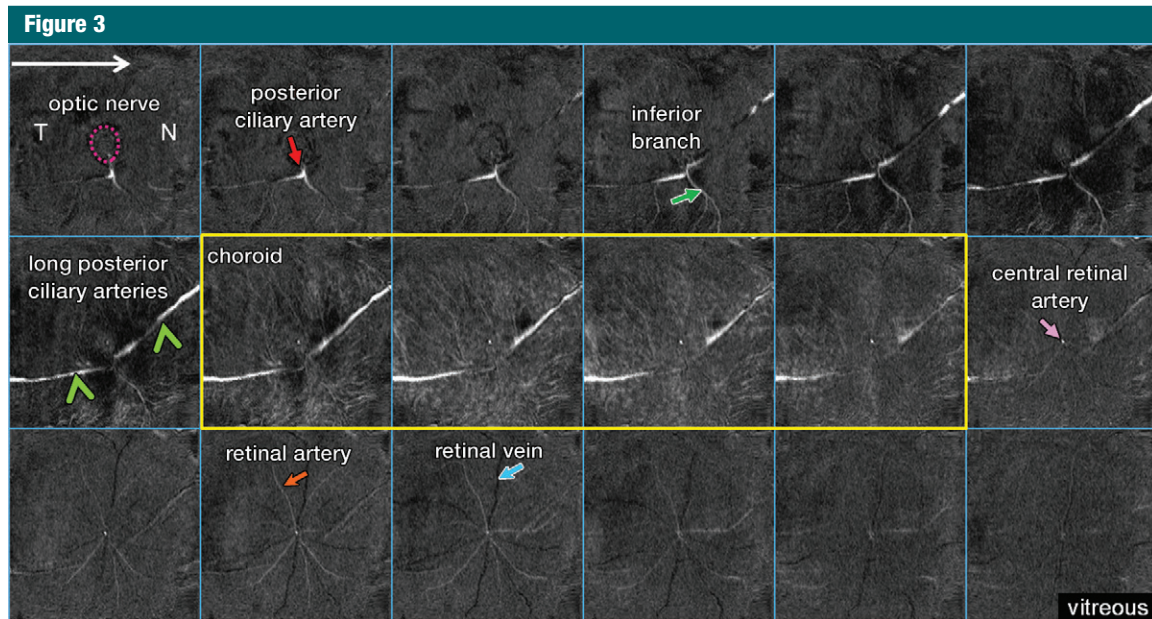 Figure 3
optic nerve
T
N
posterior
ciliary artery
inferior
branch
long posterior
ciliary arteries
choroid
central retinal
artery
retinal artery
retinal vein
vitreous